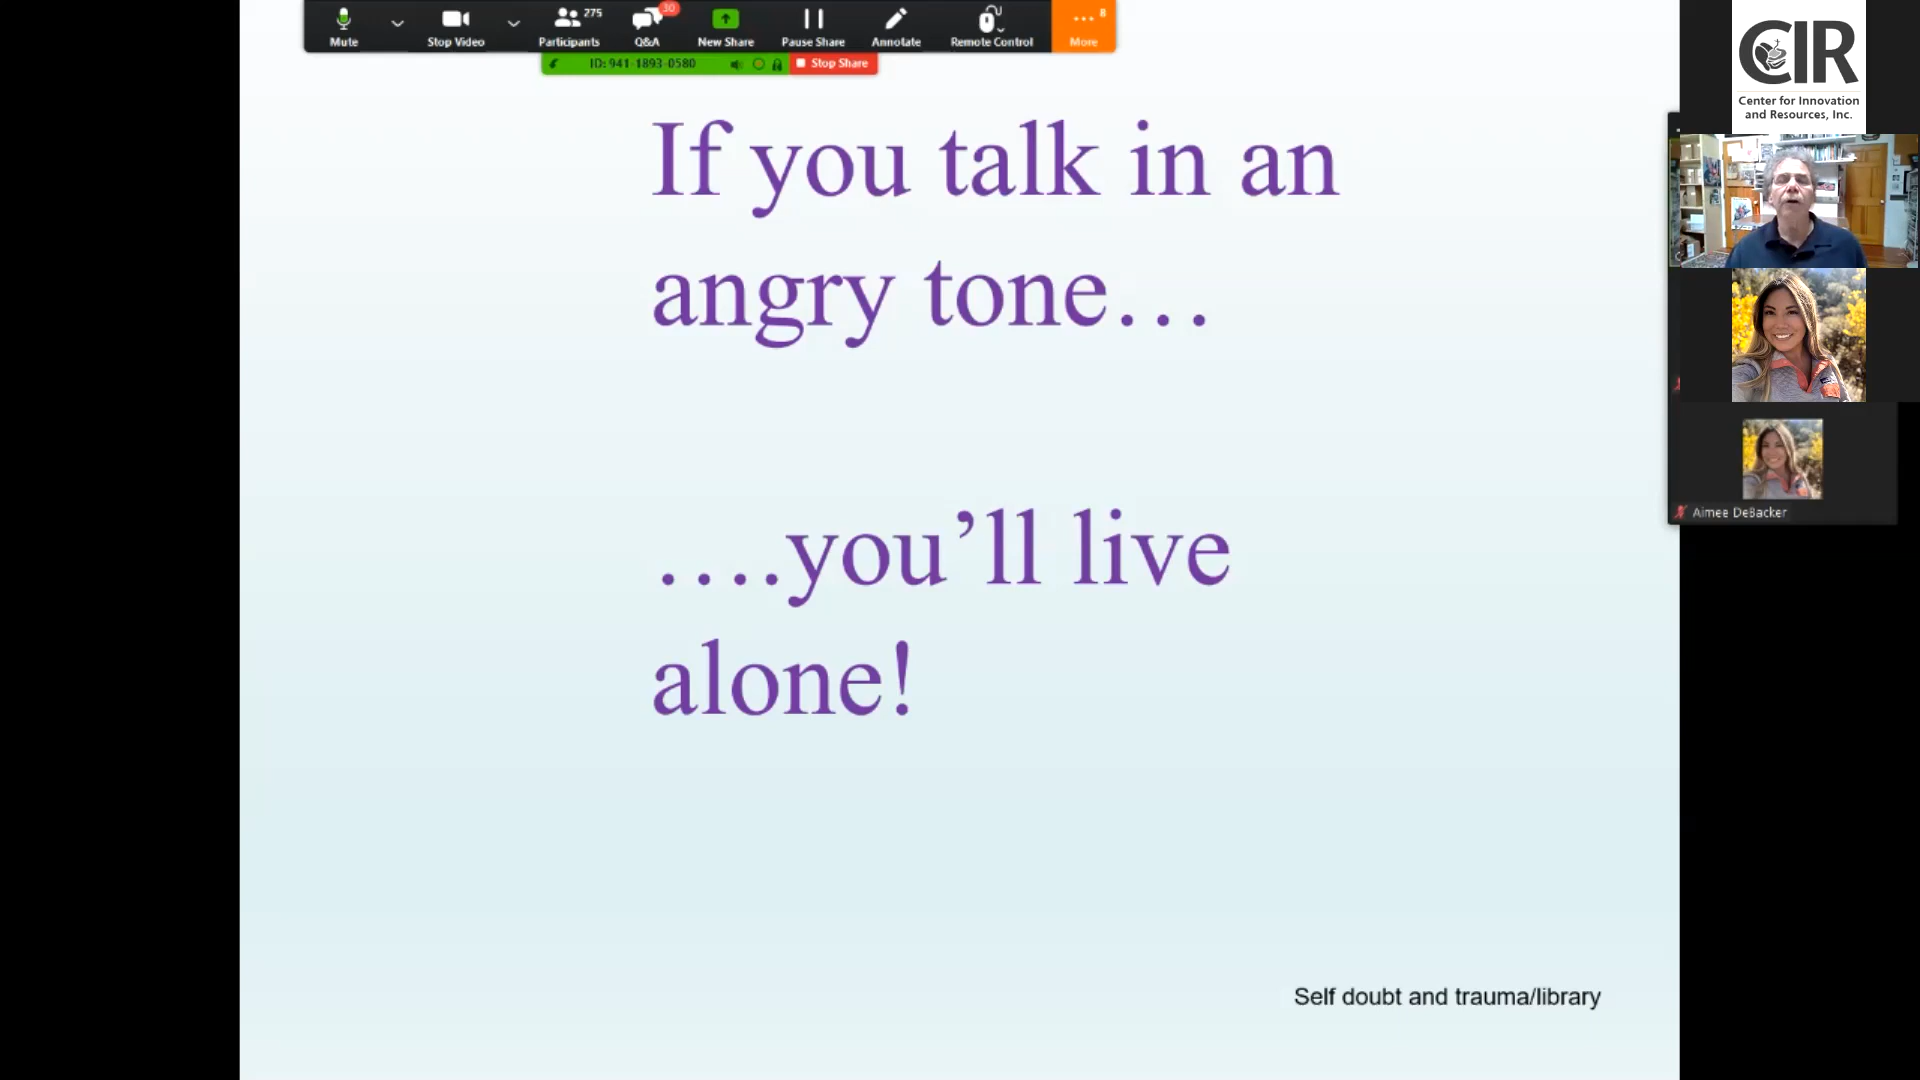 Mute
Stop Video
Participants
275
Q&A
30
New Share
Pause Share
Annotate
Remote Control
More
8
ID: 941-1893-0580
Stop Share
If you talk in an
angry tone…
….you’ll live
alone!
Self doubt and trauma/library
CIR
Center for Innovation
and Resources, Inc.
Aimee DeBacker